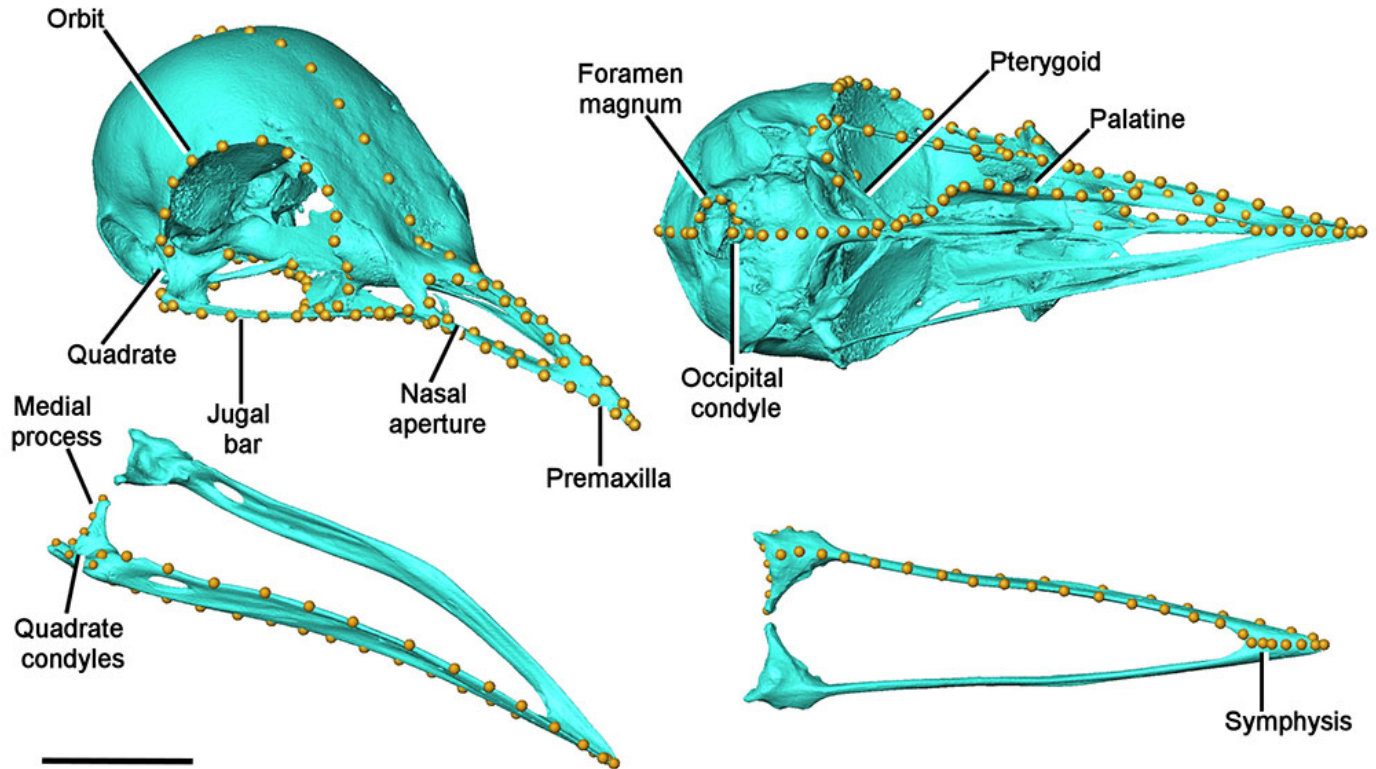 Orbit
Foramen
magnum
Pterygoid
Palatine
Quadrate
Jugal
bar
Nasal
aperture
Premaxilla
Occipital
condyle
Medial
process
Quadrate
condyles
Symphysis